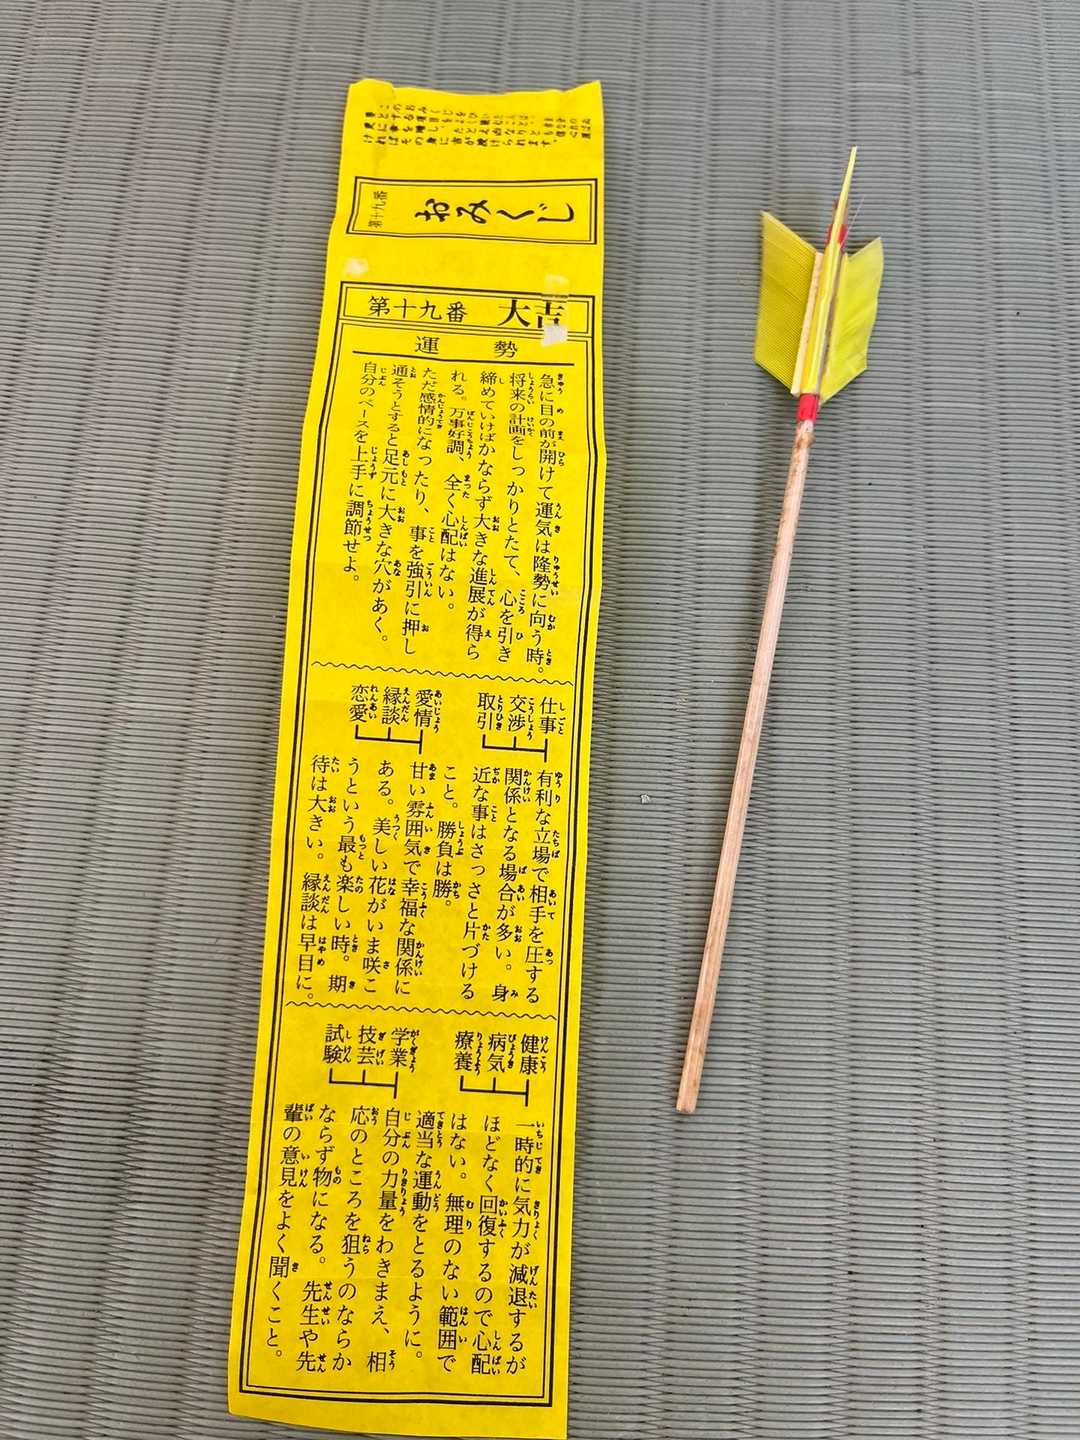 ければその身に吉が授けられます。
第十九番
おみくじ
第十九番 大吉
運勢
急に目の前が開けて運気は隆勢に向う時。
将来の計画をしっかりとたて、心を引き
締めていけばかならず大きな進展が得ら
れる。万事好調、全く心配はない。
ただ感情的になったり、事を強引に押し
通そうとすると足元に大きな穴があく。
自分のペースを上手に調節せよ。
仕事
交渉
取引
有利な立場で相手を圧する
関係となる場合が多い。身
近な事はさっさと片づける
こと。勝負は勝。
愛情
縁談
恋愛
甘い雰囲気で幸福な関係に
ある。美しい花がいま咲こ
うという最も楽しい時。期
待は大きい。縁談は早目に。
健康
病気
療養
一時的に気力が減退するが
ほどなく回復するので心配
はない。無理のない範囲で
適当な運動をとるように。
学業
技芸
試験
自分の力量をわきまえ、相
応のところを狙うのならか
ならず物になる。先生や先
輩の意見をよく聞くこと。